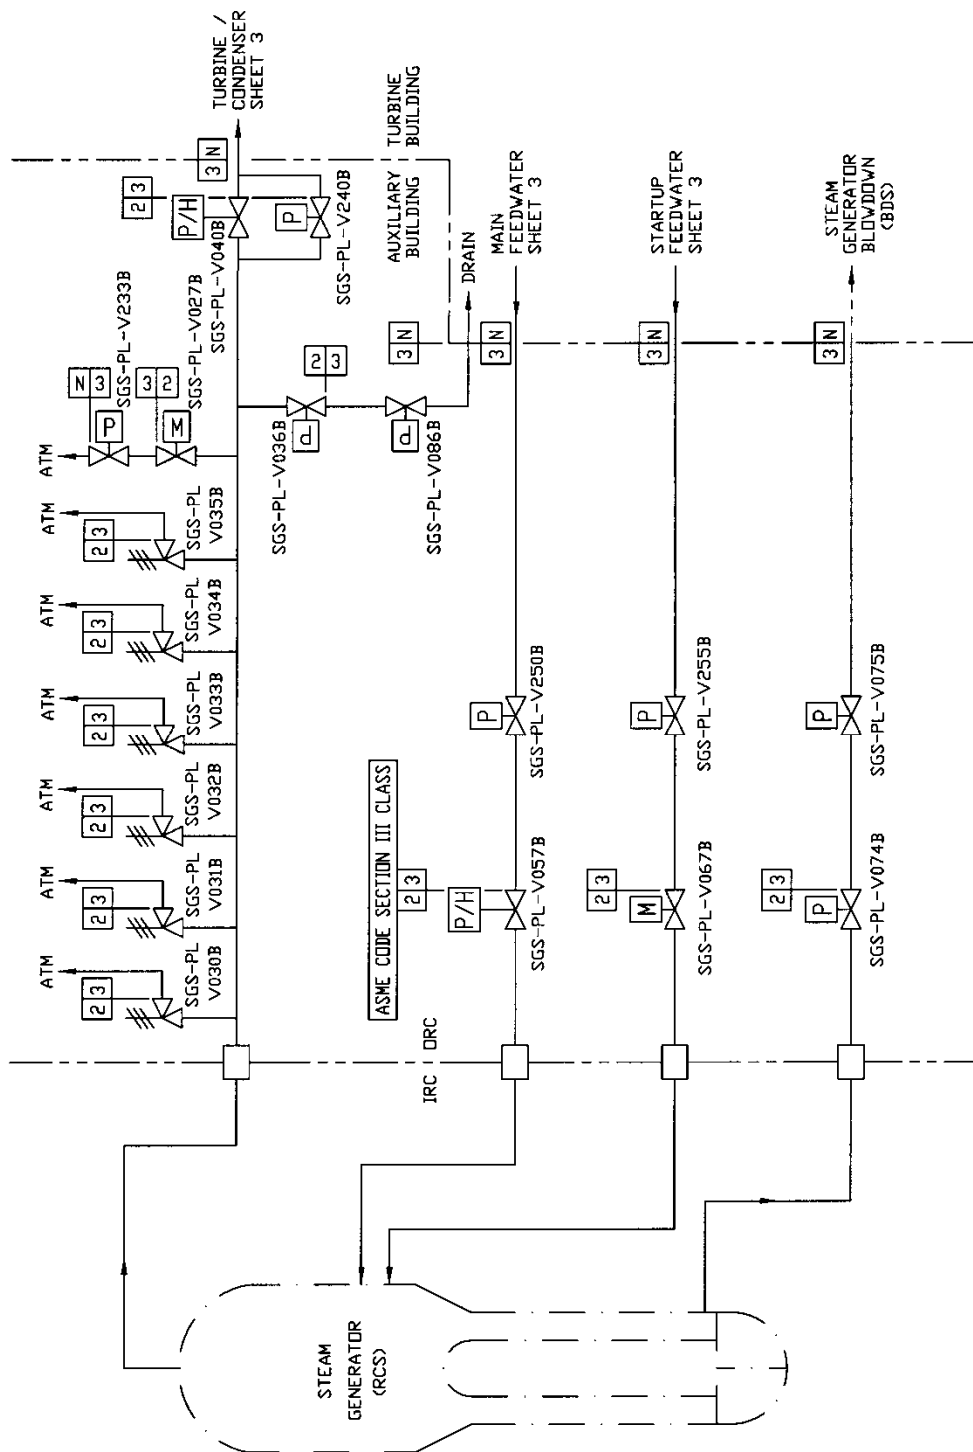 TURBINE /
CONDENSER
SHEET 3
3 N
TURBINE
BUILDING
AUXILIARY
BUILDING
2 3
P/H
SGS-PL-V040B
P
SGS-PL-V240B
ATM
N 3
P
SGS-PL-V233B
3 2
M
SGS-PL-V027B
2 3
P
SGS-PL-V036B
P
SGS-PL-V086B
DRAIN
3 N
ATM
2 3
SGS-PL
V035B
ATM
2 3
SGS-PL
V034B
ATM
2 3
SGS-PL
V033B
ATM
2 3
SGS-PL
V032B
ATM
2 3
SGS-PL
V031B
ATM
2 3
SGS-PL
V030B
MAIN
FEEDWATER
SHEET 3
3 N
P
SGS-PL-V250B
ASME CODE SECTION III CLASS
2 3
P/H
SGS-PL-V057B
STARTUP
FEEDWATER
SHEET 3
3 N
P
SGS-PL-V255B
2 3
M
SGS-PL-V067B
STEAM
GENERATOR
BLOWDOWN
(BDS)
3 N
P
SGS-PL-V075B
2 3
P
SGS-PL-V074B
IRC ORC
STEAM
GENERATOR
(RCS)